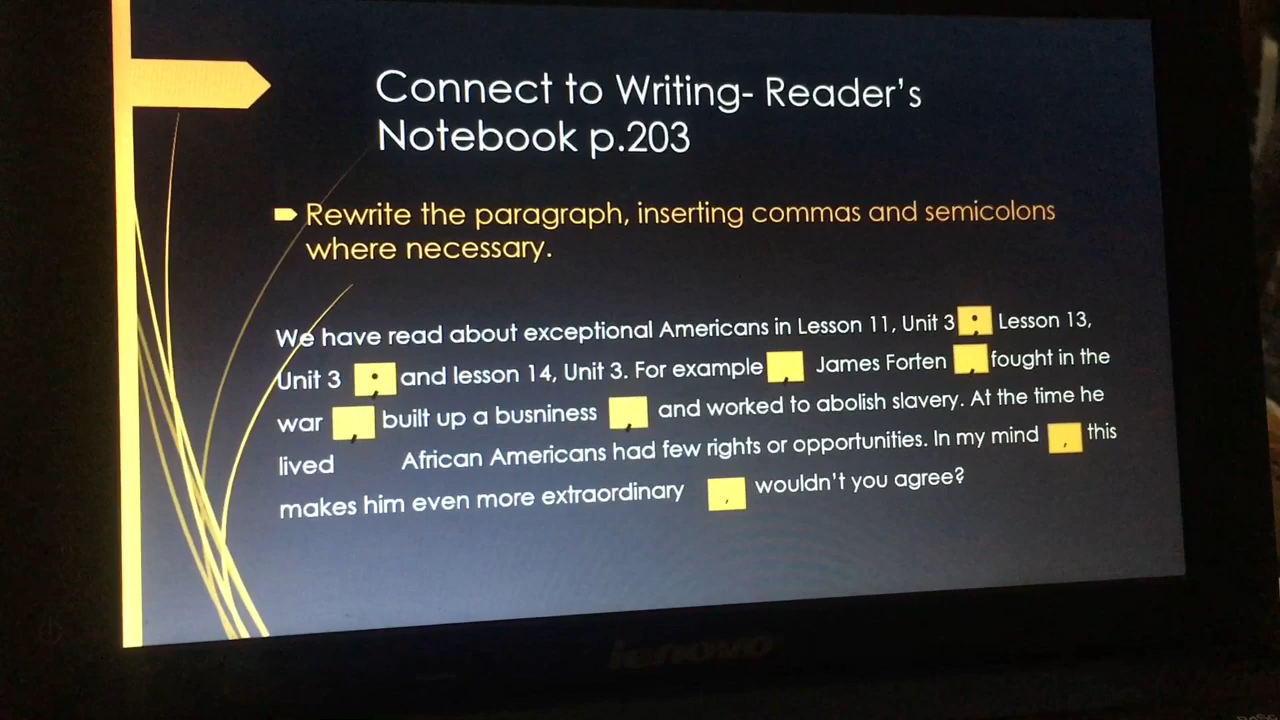 Connect to Writing- Reader's
Notebook p.203
Rewrite the paragraph, inserting commas and semicolons
where necessary.
We have read about exceptional Americans in Lesson 11, Unit 3 ; Lesson 13,
Unit 3 ; and lesson 14, Unit 3. For example , James Forten , fought in the
war , built up a busniness , and worked to abolish slavery. At the time he
lived African Americans had few rights or opportunities. In my mind , this
makes him even more extraordinary , wouldn't you agree?
lenovo